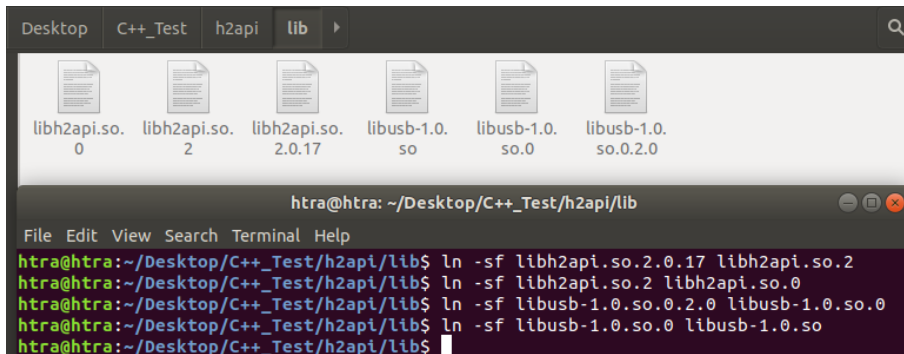 Desktop C++_Test h2api lib
libh2api.so.0 libh2api.so.2 libh2api.so.2.0.17 libusb-1.0.so libusb-1.0.so.0 libusb-1.0.so.0.2.0
htra@htra: ~/Desktop/C++_Test/h2api/lib
File Edit View Search Terminal Help
htra@htra:~/Desktop/C++_Test/h2api/lib$ ln -sf libh2api.so.2.0.17 libh2api.so.2
htra@htra:~/Desktop/C++_Test/h2api/lib$ ln -sf libh2api.so.2 libh2api.so.0
htra@htra:~/Desktop/C++_Test/h2api/lib$ ln -sf libusb-1.0.so.0.2.0 libusb-1.0.so.0
htra@htra:~/Desktop/C++_Test/h2api/lib$ ln -sf libusb-1.0.so.0 libusb-1.0.so
htra@htra:~/Desktop/C++_Test/h2api/lib$